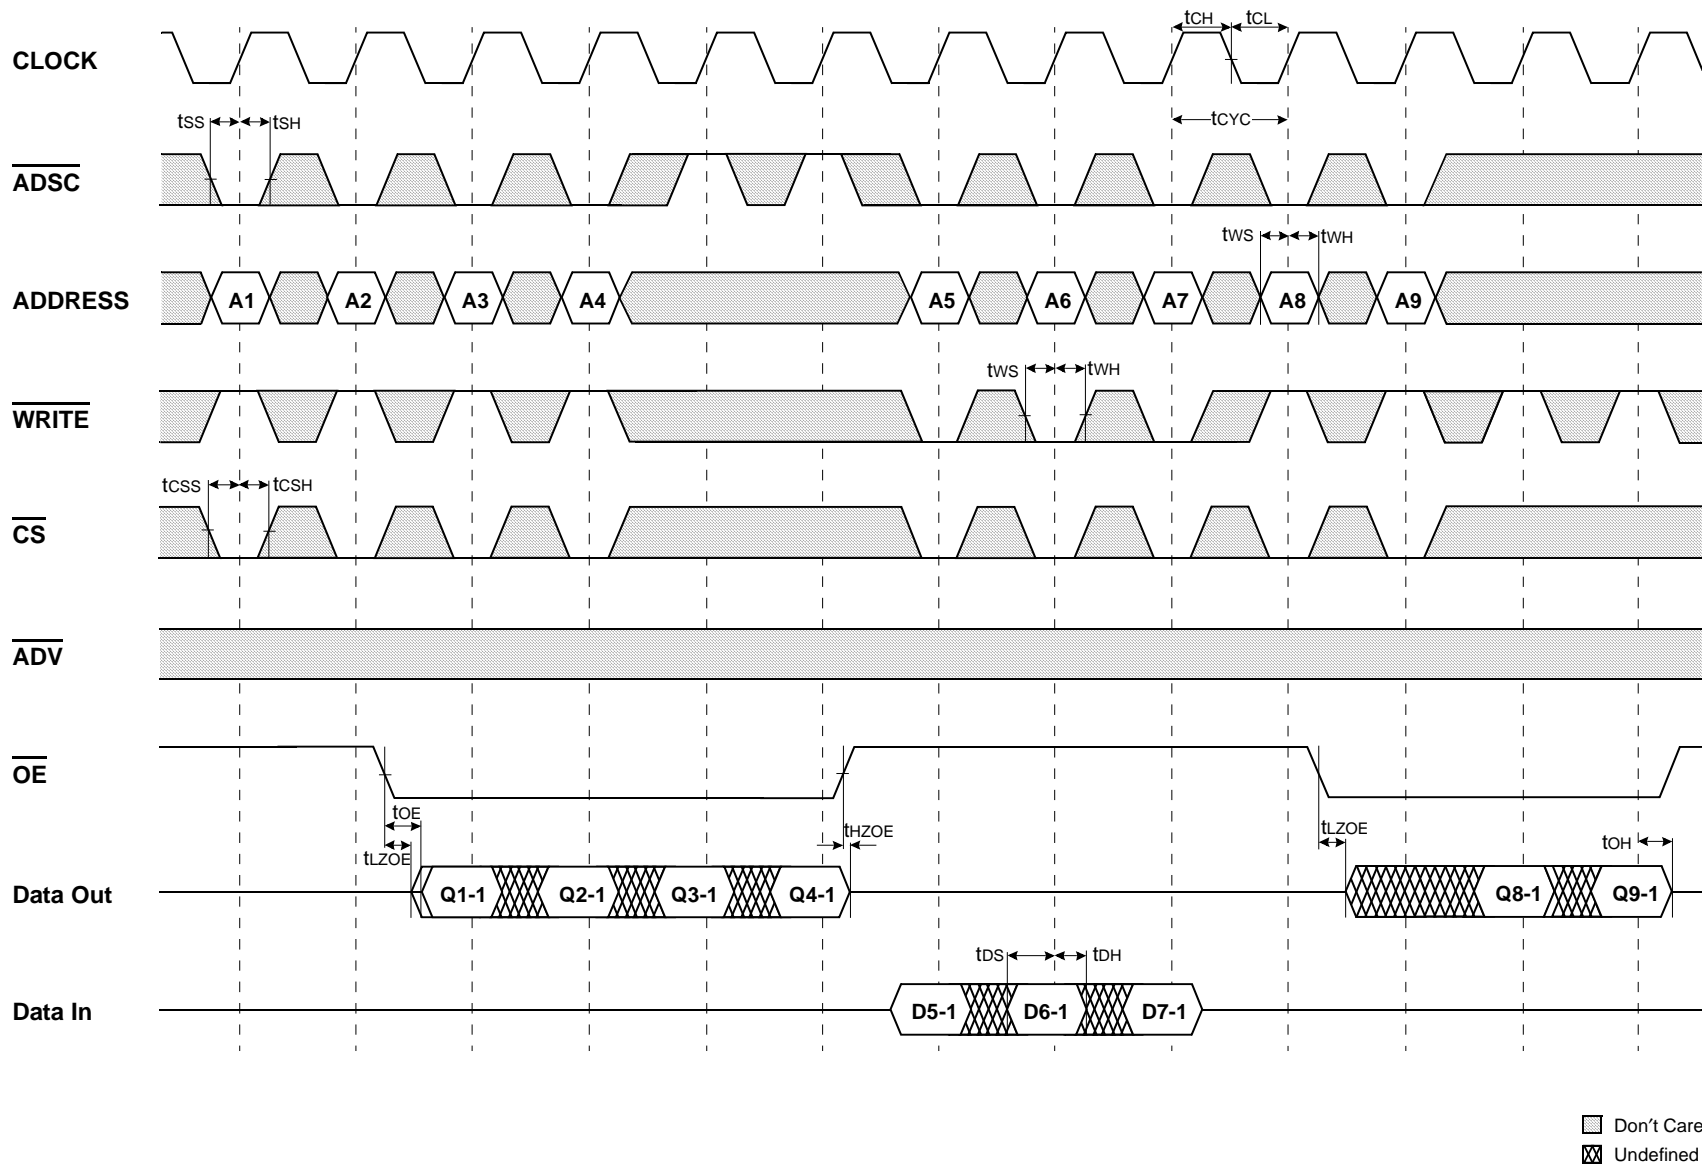 tCH tCL
CLOCK
tSS tSH
tCYC
ADSC
tWS tWH
ADDRESS A1 A2 A3 A4 A5 A6 A7 A8 A9
tWS tWH
WRITE
tCSS tCSH
CS
ADV
OE
tOE
tLZOE
tHZOE
tLZOE
tOH
Data Out Q1-1 Q2-1 Q3-1 Q4-1 Q8-1 Q9-1
tDS tDH
Data In D5-1 D6-1 D7-1
Don′t Care
Undefined